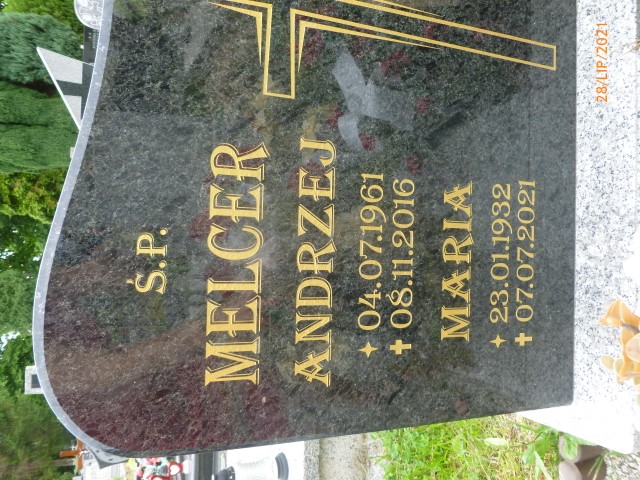 Ś.P.
MELCER
ANDRZEJ
04.07.1961
08.11.2016
MARIA
23.01.1932
07.07.2021
28/LIP/2021